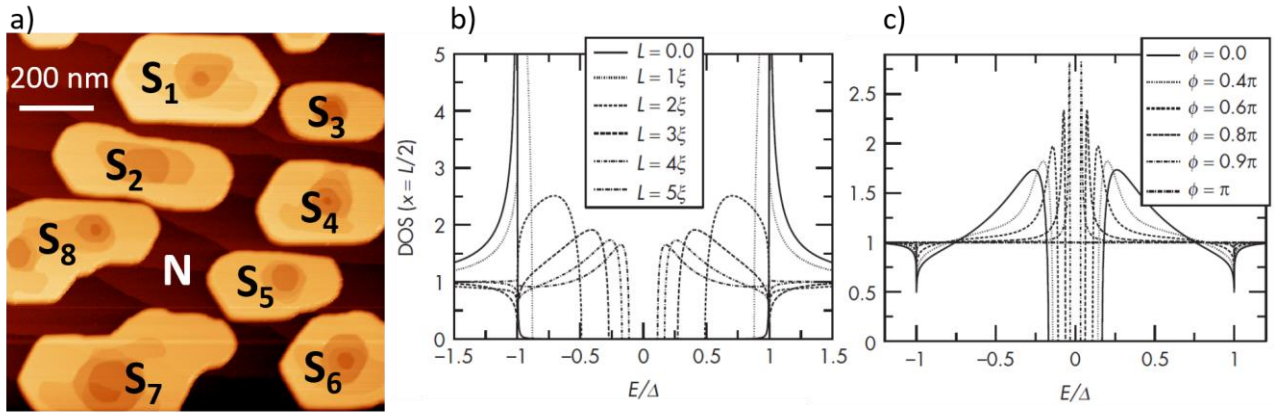 a)
200 nm
S1
S3
S2
S4
S8
N
S5
S7
S6
b)
DOS (x = L/2)
5
4
3
2
1
0
L = 0.0
L = 1ξ
L = 2ξ
L = 3ξ
L = 4ξ
L = 5ξ
−1.5 −1 −0.5 0 0.5 1 1.5
E/Δ
c)
2.5
2
1.5
1
0.5
0
ϕ = 0.0
ϕ = 0.4π
ϕ = 0.6π
ϕ = 0.8π
ϕ = 0.9π
ϕ = π
−1 −0.5 0 0.5 1
E/Δ